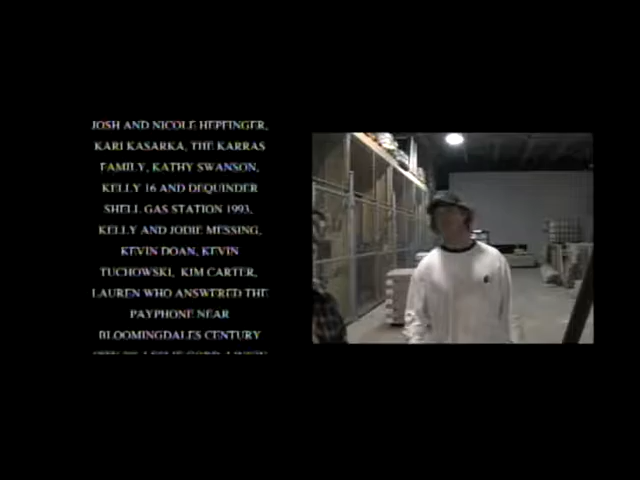 JOSH AND NICOLE HEPFINGER,
KARI KASARKA, THE KARRAS
FAMILY, KATHY SWANSON,
KELLY 16 AND DEQUINDER
SHELL GAS STATION 1993,
KELLY AND JODIE MESSING,
KEVIN DOAN, KEVIN
TUCHOWSKI, KIM CARTER,
LAUREN WHO ANSWERED THE
PAYPHONE NEAR
BLOOMINGDALES CENTURY